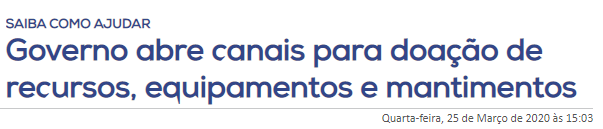 SAIBA COMO AJUDAR
Governo abre canais para doação de
recursos, equipamentos e mantimentos
Quarta-feira, 25 de Março de 2020 às 15:03